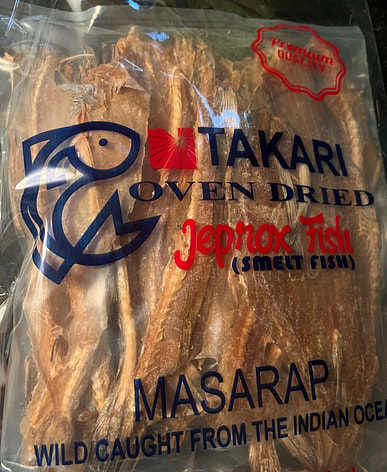 Premium
QUALITY
TAKARI
OVEN DRIED
Jeprox Fish
(SMELT FISH)
MASARAP
WILD CAUGHT FROM THE INDIAN OCEA